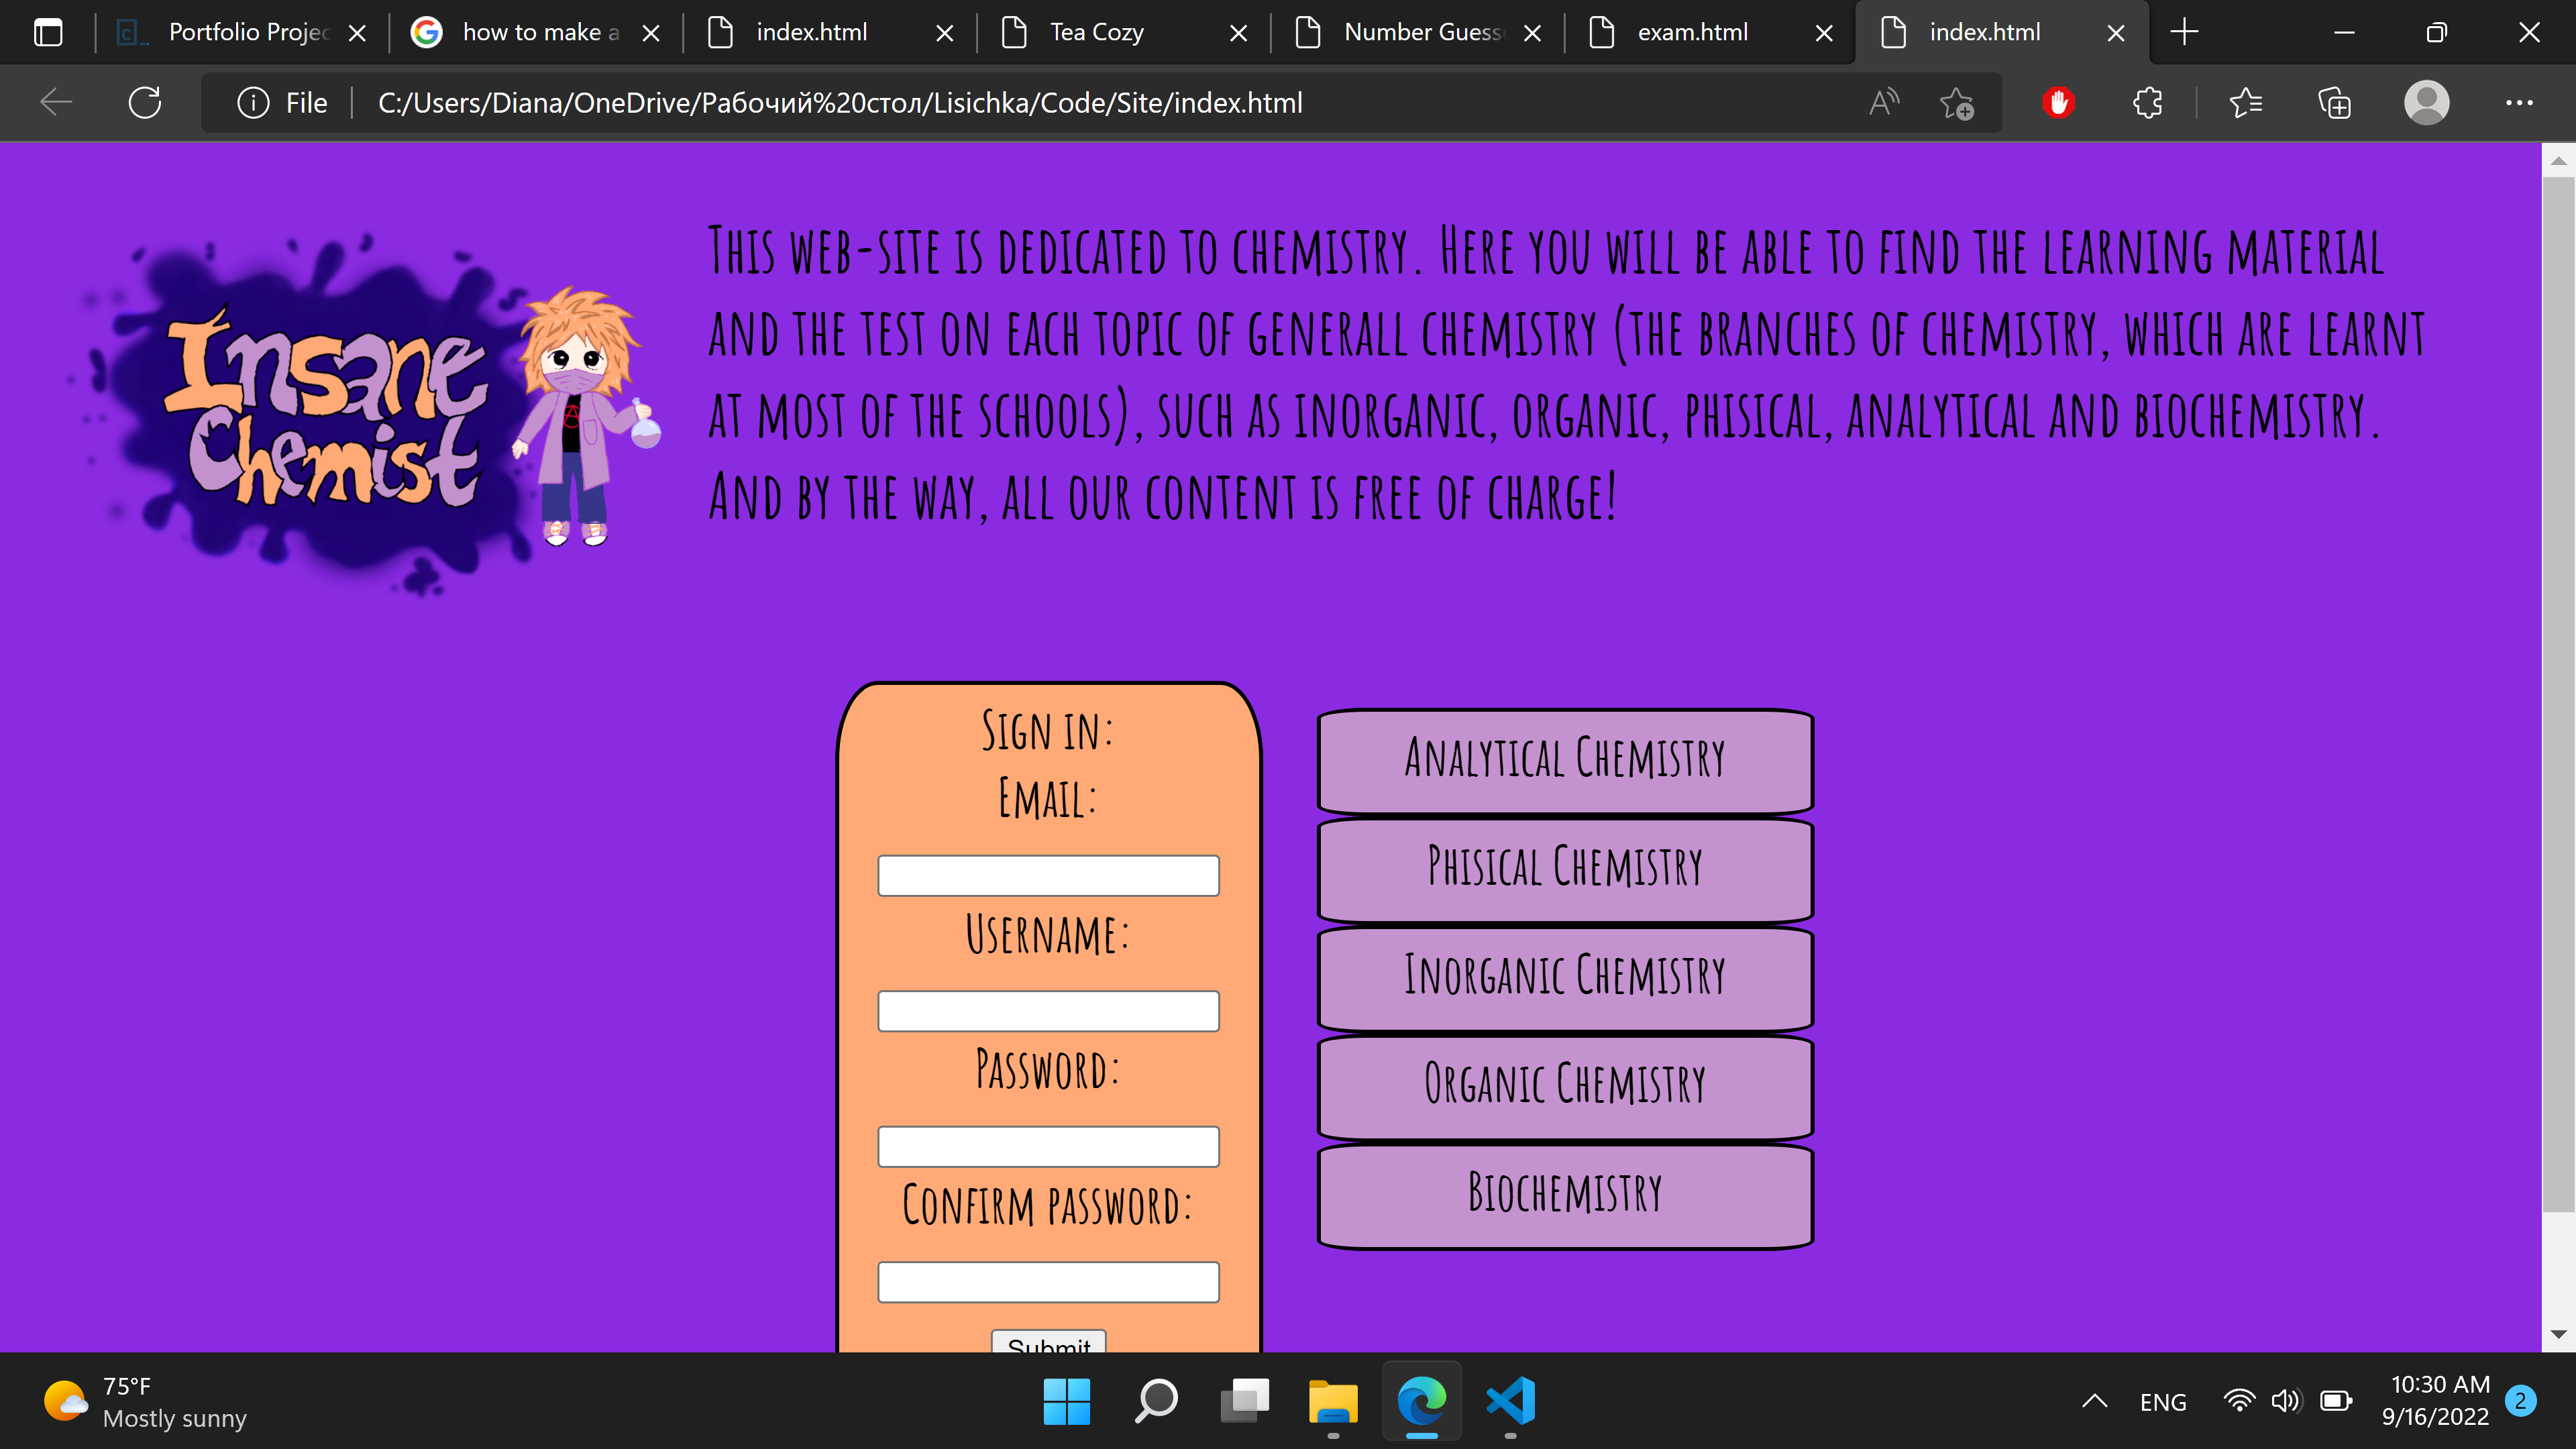 Portfolio Projec
how to make a
index.html
Tea Cozy
Number Guess
exam.html
index.html
File
C:/Users/Diana/OneDrive/Рабочий%20стол/Lisichka/Code/Site/index.html
Insane
Chemist
This web-site is dedicated to chemistry. Here you will be able to find the learning material
and the test on each topic of generall chemistry (the branches of chemistry, which are learnt
at most of the schools), such as inorganic, organic, phisical, analytical and biochemistry.
And by the way, all our content is free of charge!
Sign in:
Email:
Username:
Password:
Confirm password:
Submit
Analytical Chemistry
Phisical Chemistry
Inorganic Chemistry
Organic Chemistry
Biochemistry
75°F
Mostly sunny
ENG
10:30 AM
9/16/2022
2